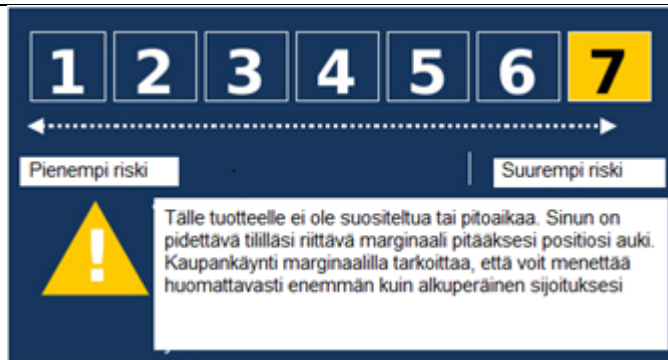 1 2 3 4 5 6 7
Pienempi riski Suurempi riski
Tälle tuotteelle ei ole suositeltua tai pitoaikaa. Sinun on
pidettävä tililläsi riittävä marginaali pitääksesi positiosi auki.
Kaupankäynti marginaalilla tarkoittaa, että voit menettää
huomattavasti enemmän kuin alkuperäinen sijoituksesi